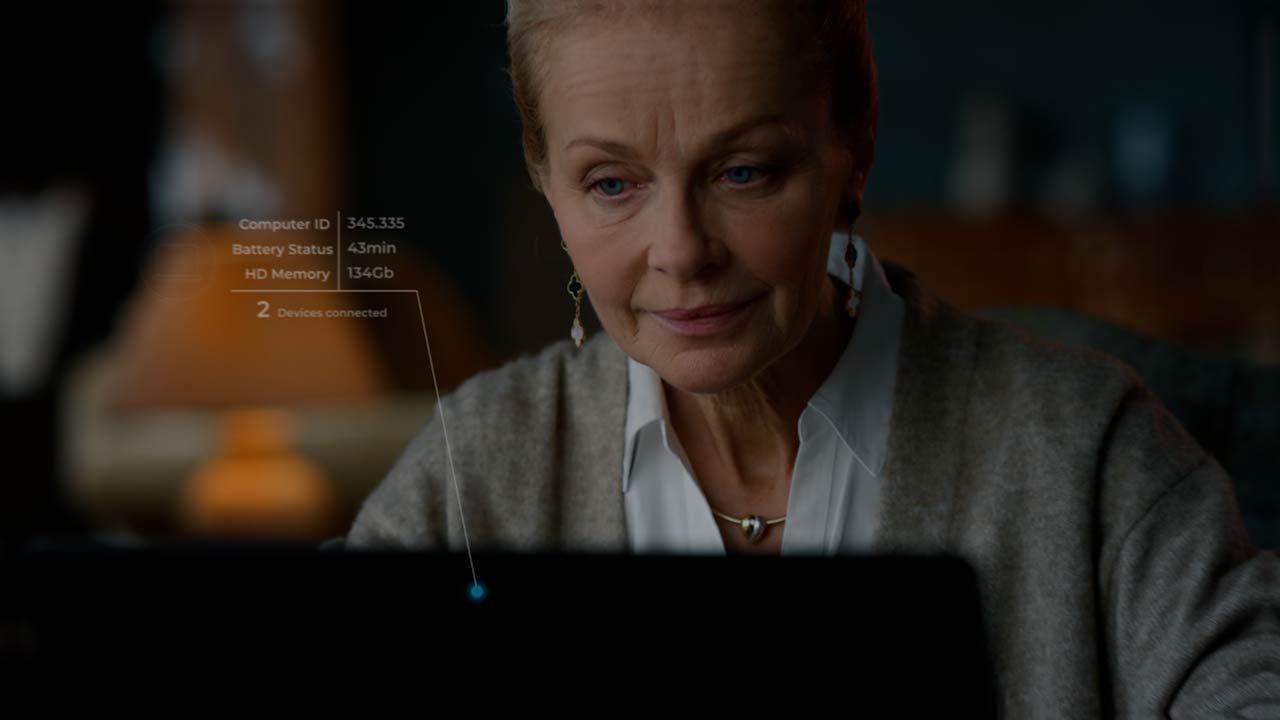 Computer ID 345.335
Battery Status 43min
HD Memory 134Gb
2 Devices connected